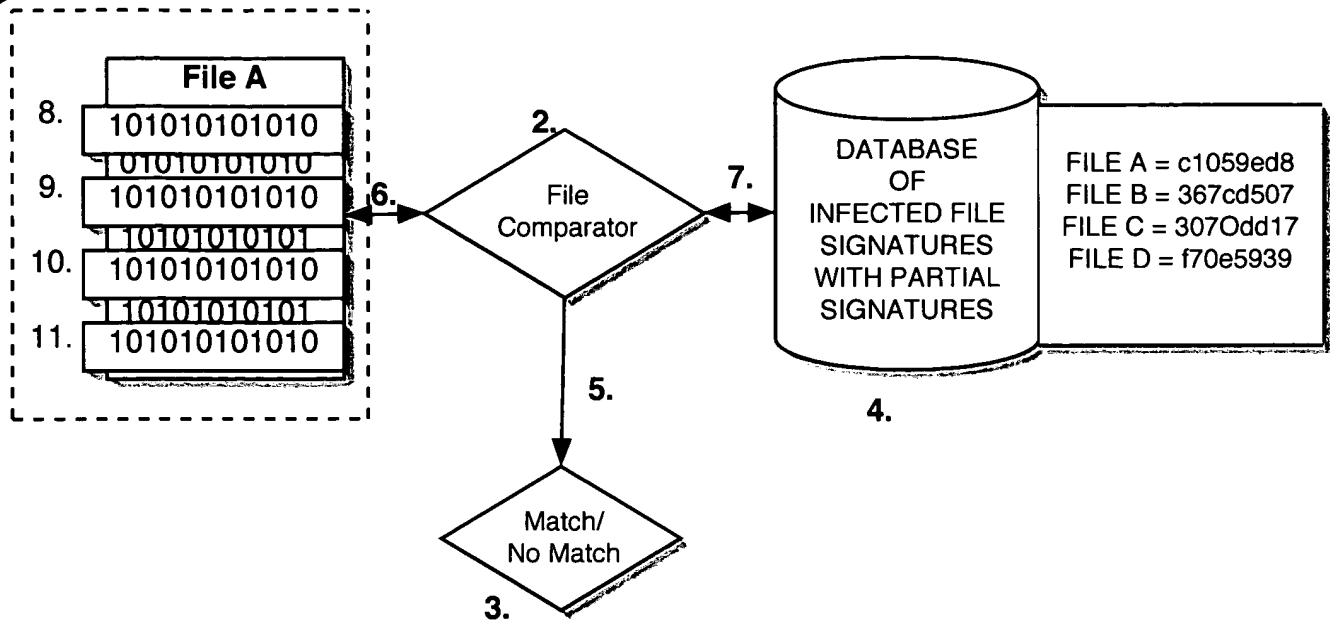 File A
8.
101010101010
01010101010
9.
101010101010
10101010101
10.
101010101010
10101010101
11.
101010101010
6.
2.
File
Comparator
7.
DATABASE
OF
INFECTED FILE
SIGNATURES
WITH PARTIAL
SIGNATURES
4.
FILE A = c1059ed8
FILE B = 367cd507
FILE C = 307Odd17
FILE D = f70e5939
5.
Match/
No Match
3.